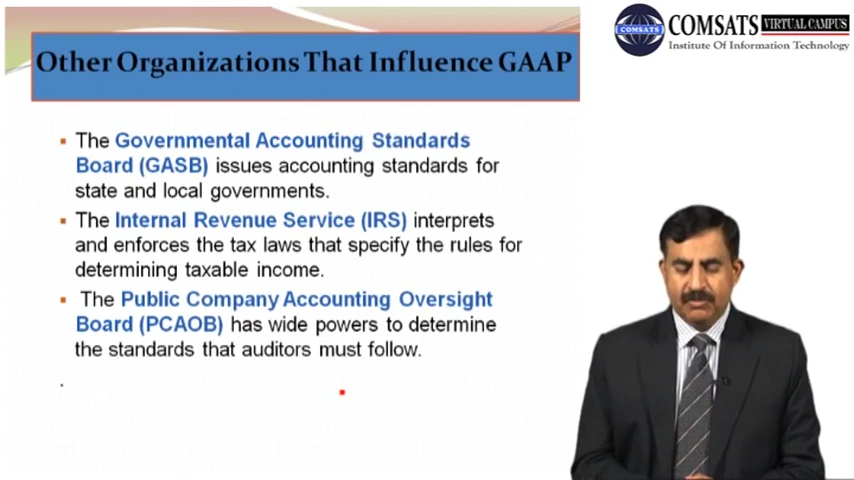 Other Organizations That Influence GAAP
▪ The Governmental Accounting Standards
Board (GASB) issues accounting standards for
state and local governments.
▪ The Internal Revenue Service (IRS) interprets
and enforces the tax laws that specify the rules for
determining taxable income.
▪ The Public Company Accounting Oversight
Board (PCAOB) has wide powers to determine
the standards that auditors must follow.
.
COMSATS
COMSATS VIRTUAL CAMPUS
Institute Of Information Technology